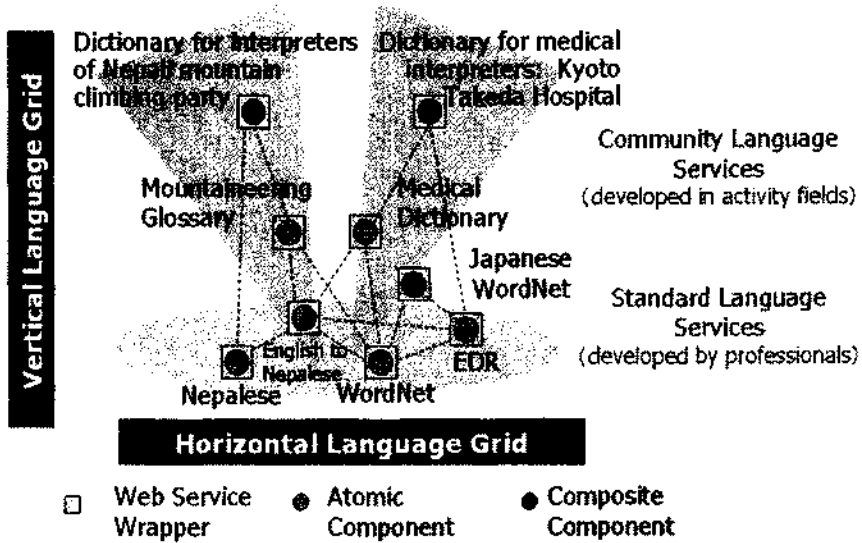 Vertical Language Grid
Dictionary for Interpreters
of Nepali mountain
climbing party
Dictionary for medical
interpreters: Kyoto
Takeda Hospital
Community Language
Services
(developed in activity fields)
Mountaineering
Glossary
Medical
Dictionary
Japanese
WordNet
Standard Language
Services
(developed by professionals)
English to
Nepalese
EDR
Nepalese
WordNet
Horizontal Language Grid
Web Service
Wrapper
Atomic
Component
Composite
Component